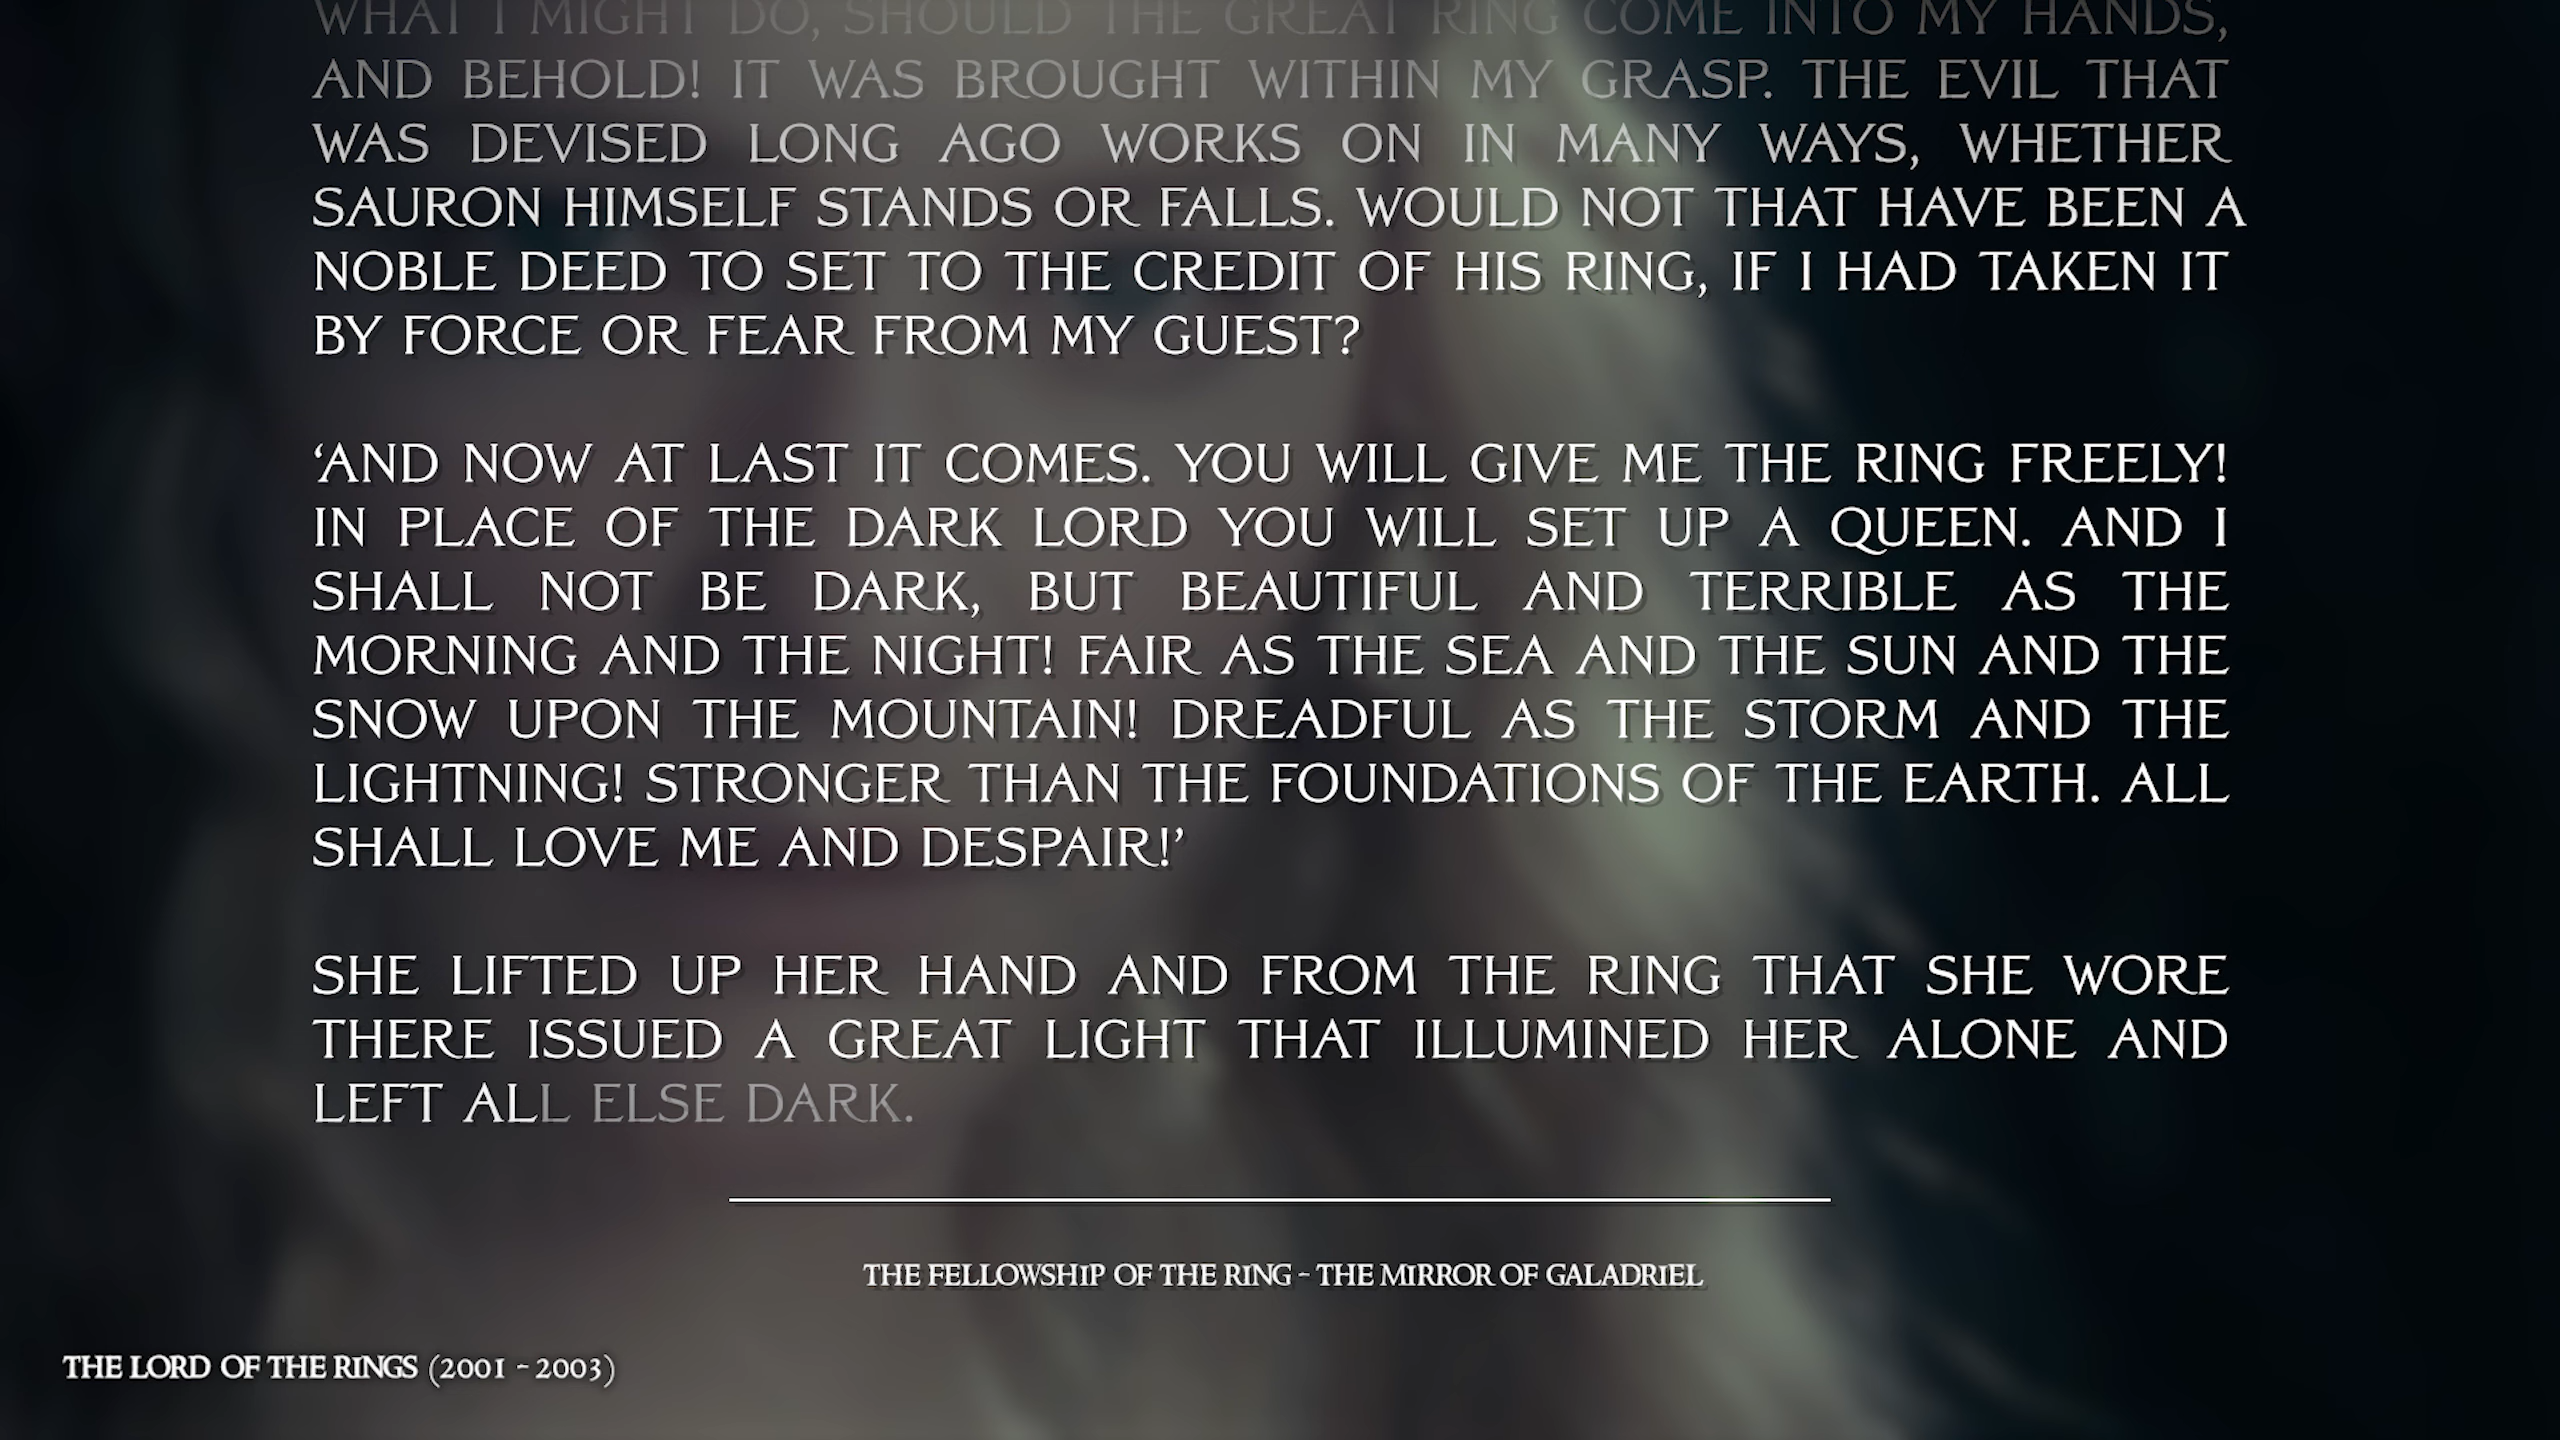 WHAT I MIGHT DO, SHOULD THE GREAT RING COME INTO MY HANDS,
AND BEHOLD! IT WAS BROUGHT WITHIN MY GRASP. THE EVIL THAT
WAS DEVISED LONG AGO WORKS ON IN MANY WAYS, WHETHER
SAURON HIMSELF STANDS OR FALLS. WOULD NOT THAT HAVE BEEN A
NOBLE DEED TO SET TO THE CREDIT OF HIS RING, IF I HAD TAKEN IT
BY FORCE OR FEAR FROM MY GUEST?
‘AND NOW AT LAST IT COMES. YOU WILL GIVE ME THE RING FREELY!
IN PLACE OF THE DARK LORD YOU WILL SET UP A QUEEN. AND I
SHALL NOT BE DARK, BUT BEAUTIFUL AND TERRIBLE AS THE
MORNING AND THE NIGHT! FAIR AS THE SEA AND THE SUN AND THE
SNOW UPON THE MOUNTAIN! DREADFUL AS THE STORM AND THE
LIGHTNING! STRONGER THAN THE FOUNDATIONS OF THE EARTH. ALL
SHALL LOVE ME AND DESPAIR!’
SHE LIFTED UP HER HAND AND FROM THE RING THAT SHE WORE
THERE ISSUED A GREAT LIGHT THAT ILLUMINED HER ALONE AND
LEFT ALL ELSE DARK.
THE FELLOWSHIP OF THE RING - THE MIRROR OF GALADRIEL
THE LORD OF THE RINGS (2001 - 2003)